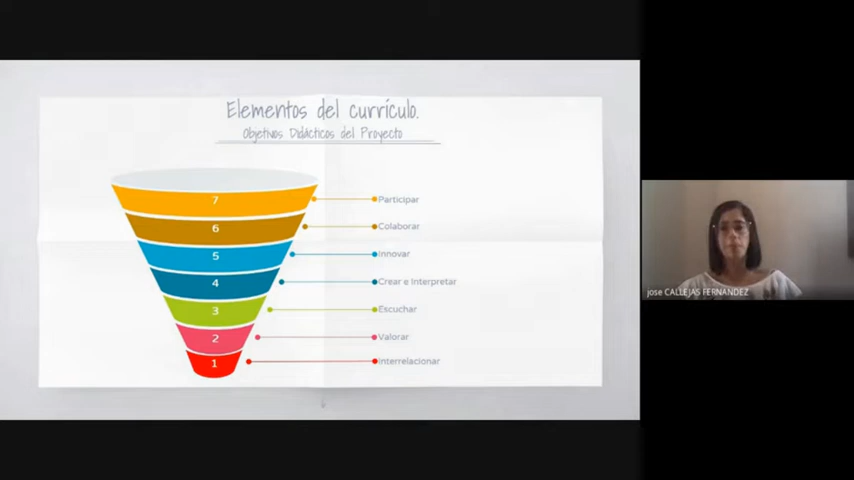 Elementos del currículo.
Objetivos Didácticos del Proyecto
7 Participar
6 Colaborar
5 Innovar
4 Crear e Interpretar
3 Escuchar
2 Valorar
1 Interrelacionar
jose CALLEJAS FERNANDEZ